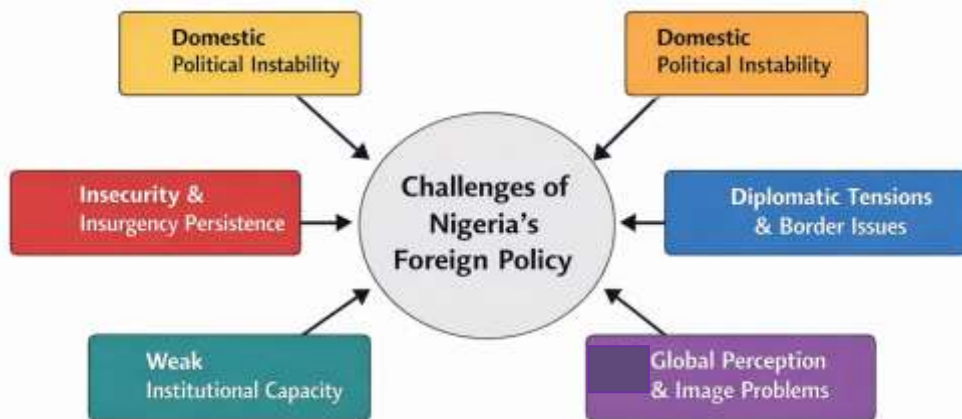 Domestic
Political Instability
Domestic
Political Instability
Insecurity &
Insurgency Persistence
Challenges of
Nigeria's
Foreign Policy
Diplomatic Tensions
& Border Issues
Weak
Institutional Capacity
Global Perception
& Image Problems